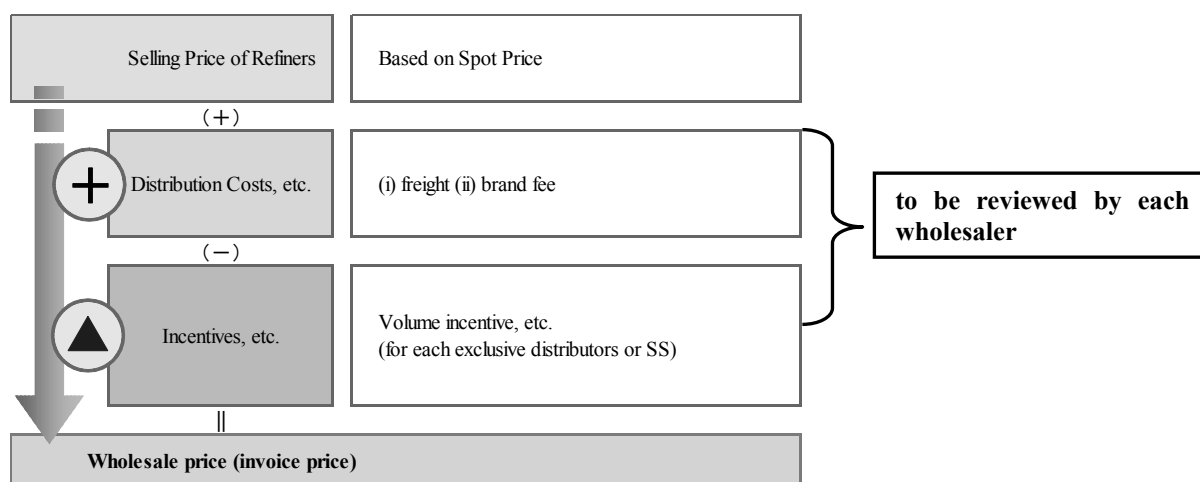 Selling Price of Refiners
Based on Spot Price
(+)
+
Distribution Costs, etc.
(i) freight (ii) brand fee
to be reviewed by each
wholesaler
(−)
▲
Incentives, etc.
Volume incentive, etc.
(for each exclusive distributors or SS)
||
Wholesale price (invoice price)